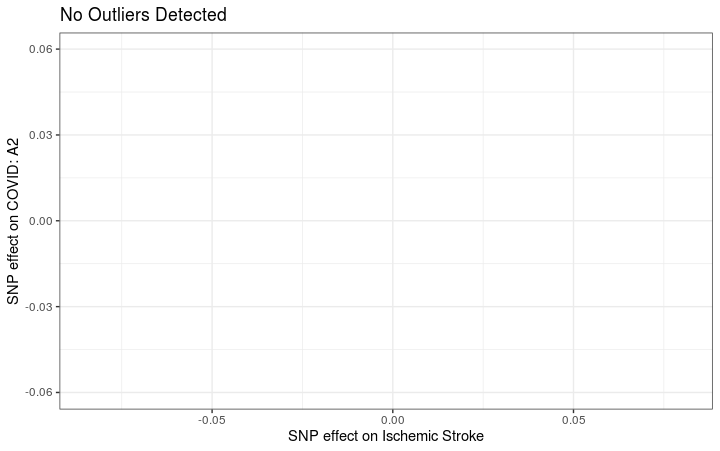 No Outliers Detected
0.06
0.03
0.00
-0.03
-0.06
SNP effect on COVID: A2
-0.05
0.00
0.05
SNP effect on Ischemic Stroke